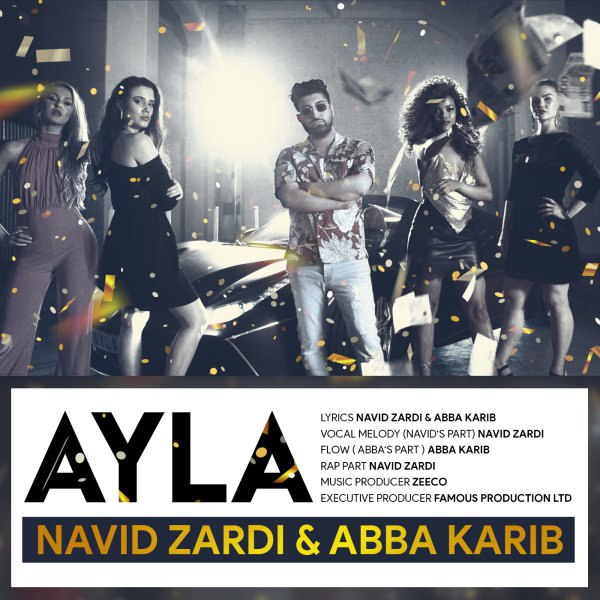 AYLA
LYRICS NAVID ZARDI & ABBA KARIB
VOCAL MELODY (NAVID'S PART) NAVID ZARDI
FLOW ( ABBA'S PART ) ABBA KARIB
RAP PART NAVID ZARDI
MUSIC PRODUCER ZEECO
EXECUTIVE PRODUCER FAMOUS PRODUCTION LTD
NAVID ZARDI & ABBA KARIB